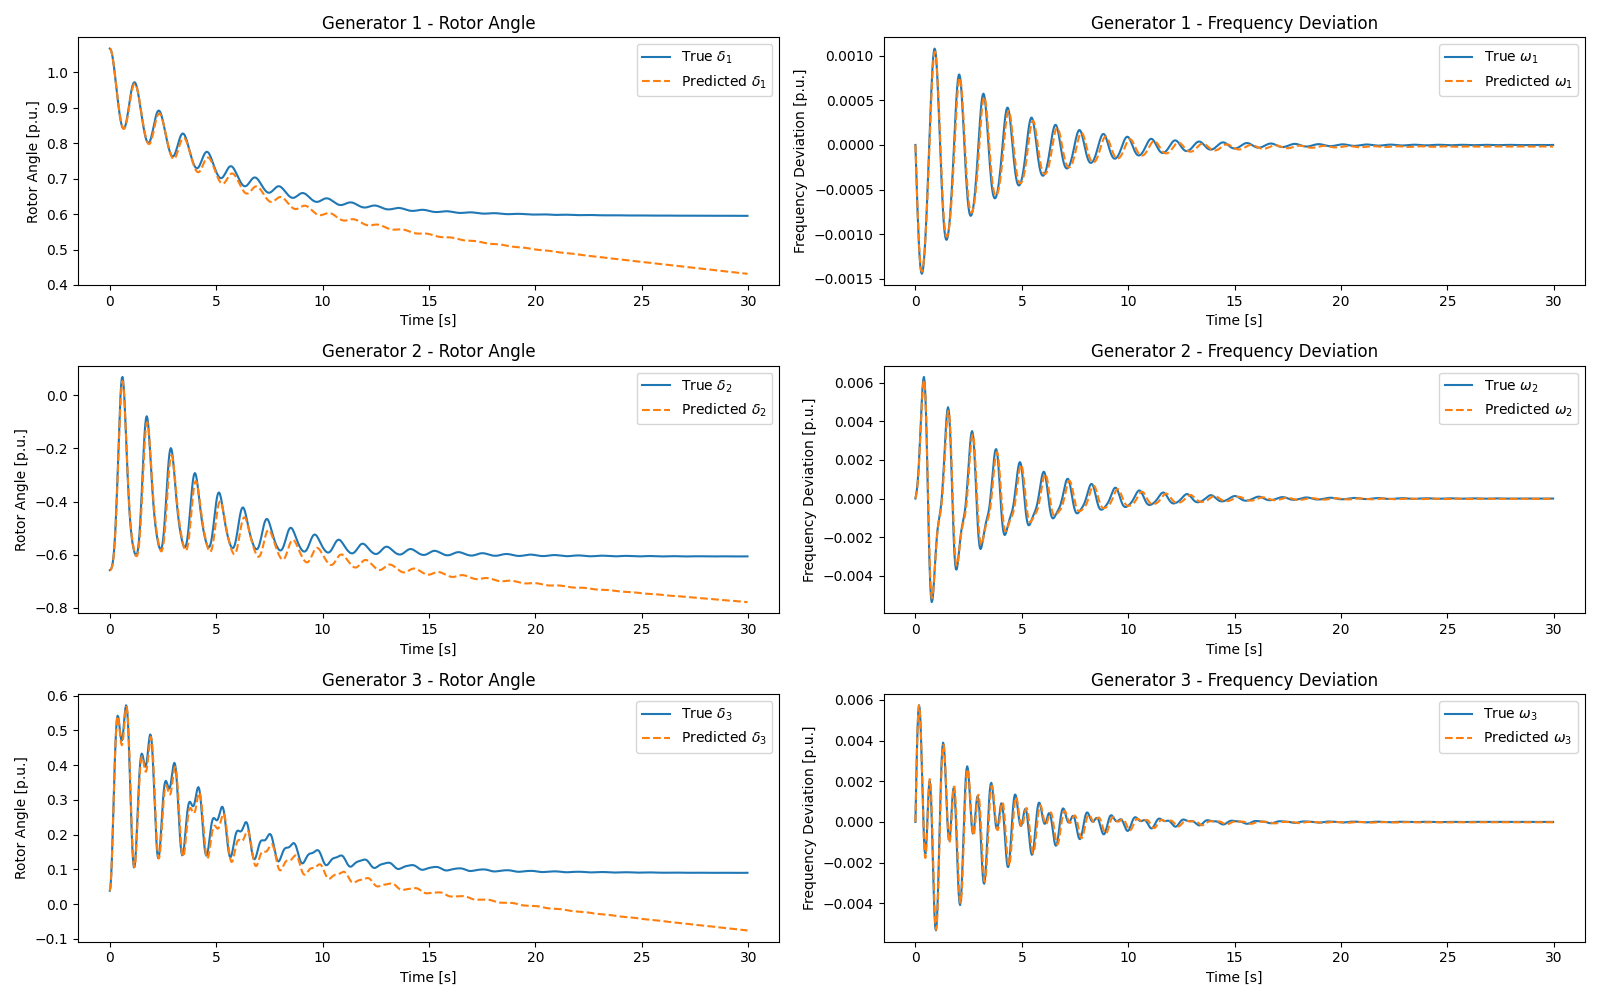 Generator 1 - Rotor Angle
Rotor Angle [p.u.]
1.0
0.9
0.8
0.7
0.6
0.5
0.4
True δ1
Predicted δ1
0 5 10 15 20 25 30
Time [s]
Generator 1 - Frequency Deviation
Frequency Deviation [p.u.]
0.0010
0.0005
0.0000
−0.0005
−0.0010
−0.0015
True ω1
Predicted ω1
0 5 10 15 20 25 30
Time [s]
Generator 2 - Rotor Angle
Rotor Angle [p.u.]
0.0
−0.2
−0.4
−0.6
−0.8
True δ2
Predicted δ2
0 5 10 15 20 25 30
Time [s]
Generator 2 - Frequency Deviation
Frequency Deviation [p.u.]
0.006
0.004
0.002
0.000
−0.002
−0.004
True ω2
Predicted ω2
0 5 10 15 20 25 30
Time [s]
Generator 3 - Rotor Angle
Rotor Angle [p.u.]
0.6
0.5
0.4
0.3
0.2
0.1
0.0
−0.1
True δ3
Predicted δ3
0 5 10 15 20 25 30
Time [s]
Generator 3 - Frequency Deviation
Frequency Deviation [p.u.]
0.006
0.004
0.002
0.000
−0.002
−0.004
True ω3
Predicted ω3
0 5 10 15 20 25 30
Time [s]